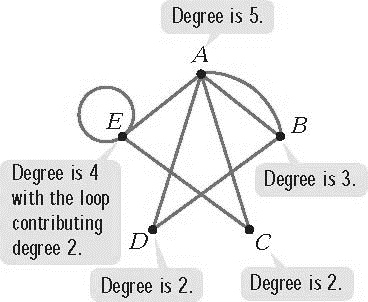 Degree is 5.
A
E
B
Degree is 4
with the loop
contributing
degree 2.
Degree is 3.
D
C
Degree is 2.
Degree is 2.